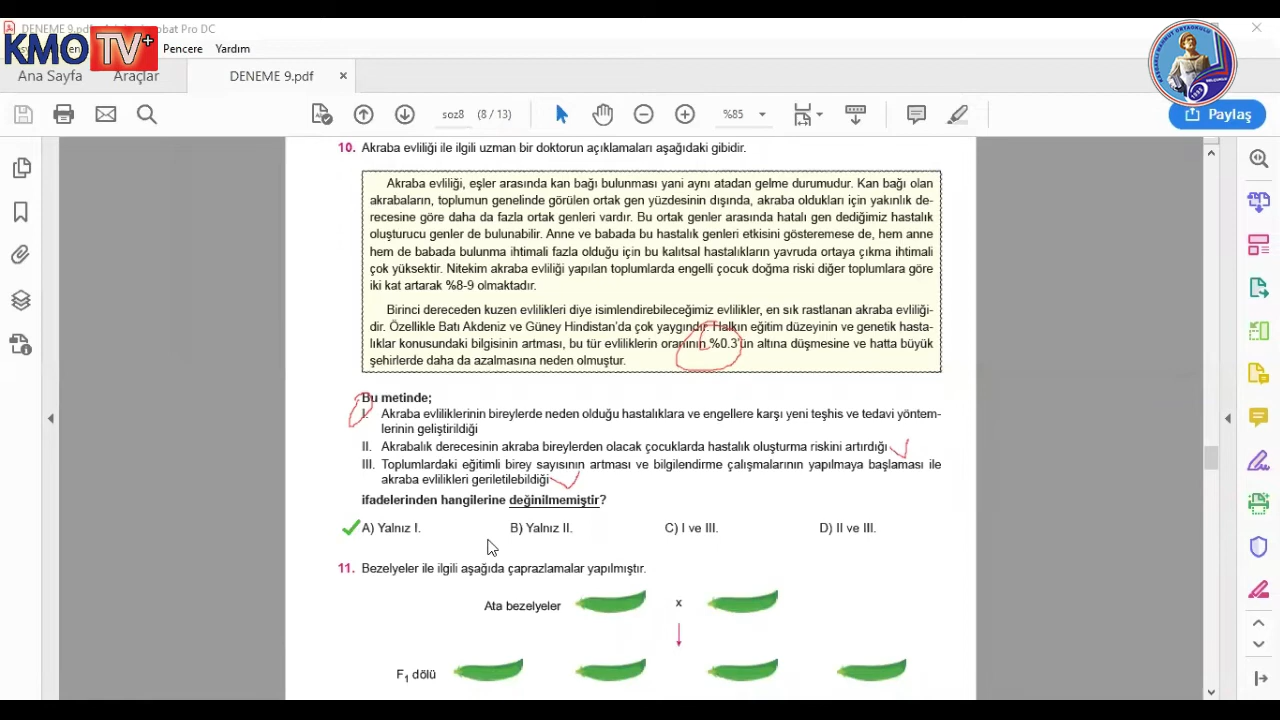 DENEME 9.pdf
bat Pro DC
KMO TV+
Pencere
Yardım
Ana Sayfa
Araçlar
DENEME 9.pdf
soz8
(8 / 13)
%85
Paylaş
10. Akraba evliliği ile ilgili uzman bir doktorun açıklamaları aşağıdaki gibidir.
Akraba evliliği, eşler arasında kan bağı bulunması yani aynı atadan gelme durumudur. Kan bağı olan
akrabaların, toplumun genelinde görülen ortak gen yüzdesinin dışında, akraba oldukları için yakınlık de-
recesine göre daha da fazla ortak genleri vardır. Bu ortak genler arasında hatalı gen dediğimiz hastalık
oluşturucu genler de bulunabilir. Anne ve babada bu hastalık genleri etkisini gösteremese de, hem anne
hem de babada bulunma ihtimali fazla olduğu için bu kalıtsal hastalıkların yavruda ortaya çıkma ihtimali
çok yüksektir. Nitekim akraba evliliği yapılan toplumlarda engelli çocuk doğma riski diğer toplumlara göre
iki kat artarak %8-9 olmaktadır.
Birinci dereceden kuzen evlilikleri diye isimlendirebileceğimiz evlilikler, en sık rastlanan akraba evliliği-
dir. Özellikle Batı Akdeniz ve Güney Hindistan'da çok yaygındır. Halkın eğitim düzeyinin ve genetik hasta-
lıklar konusundaki bilgisinin artması, bu tür evliliklerin oranının %0.3'ün altına düşmesine ve hatta büyük
şehirlerde daha da azalmasına neden olmuştur.
Bu metinde;
I. Akraba evliliklerinin bireylerde neden olduğu hastalıklara ve engellere karşı yeni teşhis ve tedavi yöntem-
lerinin geliştirildiği
II. Akrabalık derecesinin akraba bireylerden olacak çocuklarda hastalık oluşturma riskini artırdığı
III. Toplumlardaki eğitimli birey sayısının artması ve bilgilendirme çalışmalarının yapılmaya başlaması ile
akraba evlilikleri geriletilebildiği
ifadelerinden hangilerine değinilmemiştir?
A) Yalnız I. B) Yalnız II. C) I ve III. D) II ve III.
11. Bezelyeler ile ilgili aşağıda çaprazlamalar yapılmıştır.
Ata bezelyeler x
F1 dölü